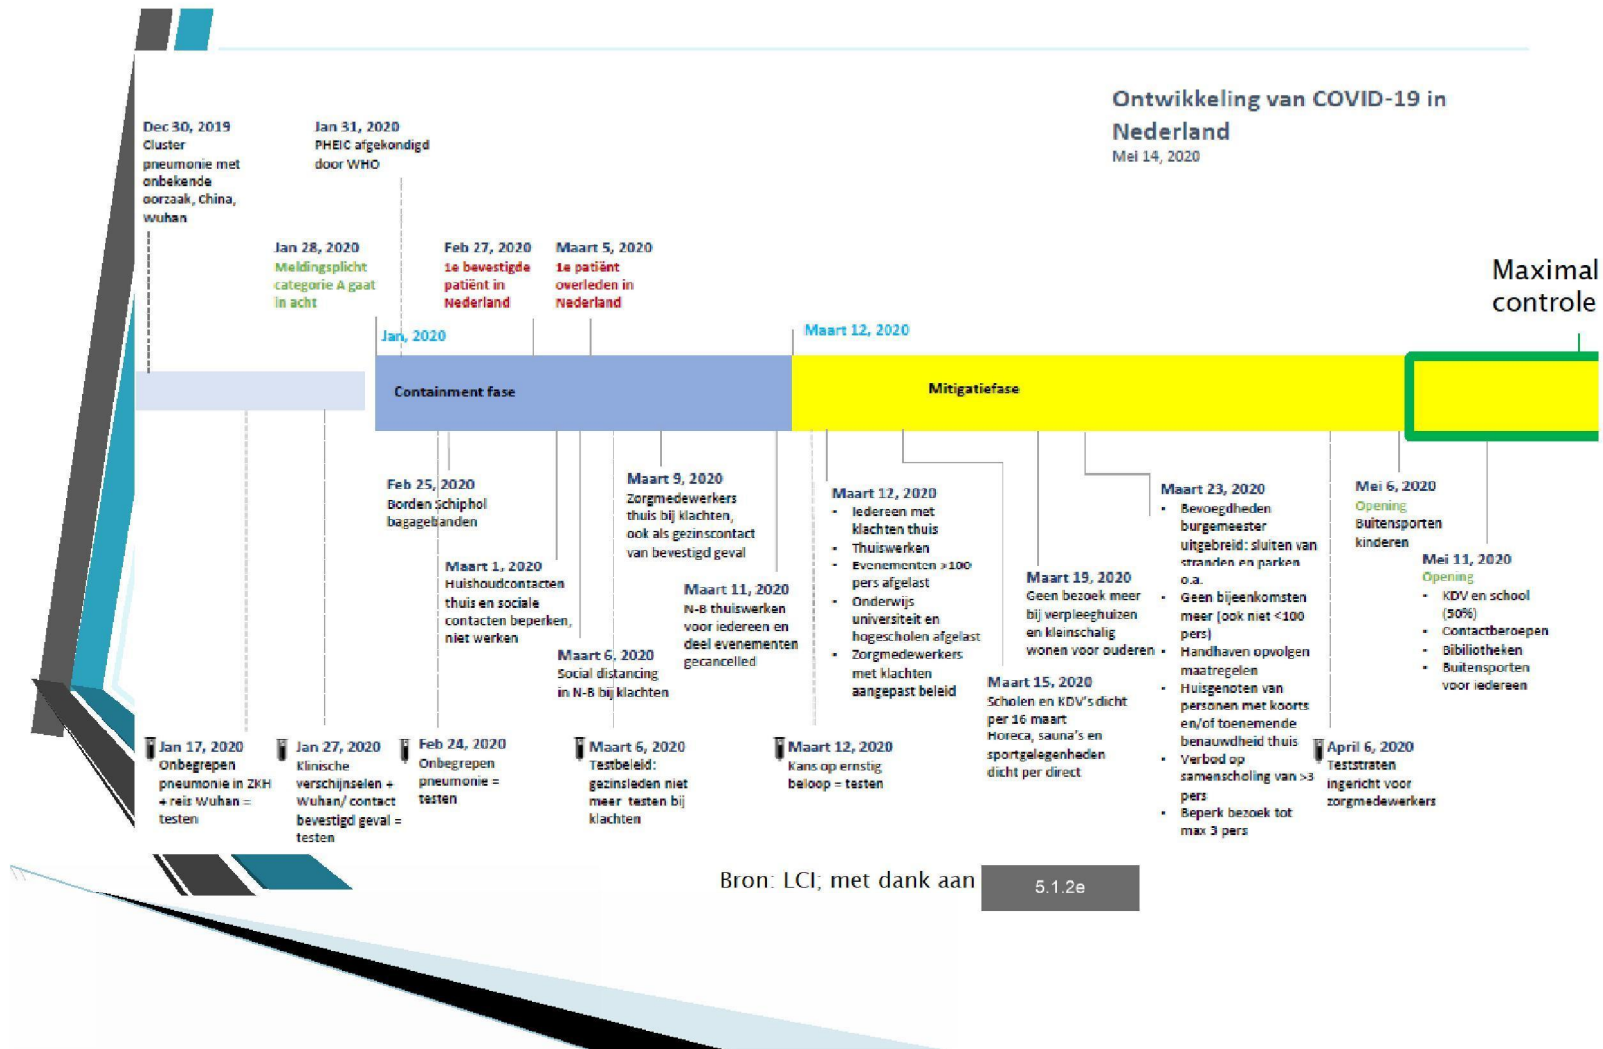 Ontwikkeling van COVID-19 in
Nederland
Mei 14, 2020
Dec 30, 2019
Cluster
pneumonie met
onbekende
oorzaak, China,
Wuhan
Jan 31, 2020
PHEIC afgekondigd
door WHO
Jan 28, 2020
Meldingsplicht
categorie A gaat
in acht
Feb 27, 2020
1e bevestigde
patiënt in
Nederland
Maart 5, 2020
1e patiënt
overleden in
Nederland
Maximal
controle
Jan, 2020
Maart 12, 2020
Containment fase
Mitigatiefase
Feb 25, 2020
Borden Schiphol
bagagebanden
Maart 1, 2020
Huishoudcontacten
thuis en sociale
contacten beperken,
niet werken
Maart 6, 2020
Social distancing
in N-B bij klachten
Maart 9, 2020
Zorgmedewerkers
thuis bij klachten,
ook als gezinscontact
van bevestigd geval
Maart 11, 2020
N-B thuiswerken
voor iedereen en
deel evenementen
gecancelled
Maart 12, 2020
▪ Iedereen met
klachten thuis
▪ Thuiswerken
▪ Evenementen >100
pers afgelast
▪ Onderwijs
universiteit en
hogescholen afgelast
▪ Zorgmedewerkers
met klachten
aangepast beleid
Maart 15, 2020
Scholen en KDV's dicht
per 16 maart
Horeca, sauna's en
sportgelegenheden
dicht per direct
Maart 19, 2020
Geen bezoek meer
bij verpleeghuizen
en kleinschalig
wonen voor ouderen
Maart 23, 2020
▪ Bevoegdheden
burgemeester
uitgebreid: sluiten van
stranden en parken
o.a.
▪ Geen bijeenkomsten
meer (ook niet <100
pers)
▪ Handhaven opvolgen
maatregelen
▪ Huisgenoten van
personen met koorts
en/of toenemende
benauwdheid thuis
▪ Verbod op
samenscholing van >3
pers
▪ Beperk bezoek tot
max 3 pers
Mei 6, 2020
Opening
Buitensporten
kinderen
Mei 11, 2020
Opening
▪ KDV en school
(50%)
▪ Contactberoepen
▪ Bibiliotheken
▪ Buitensporten
voor iedereen
Jan 17, 2020
Onbegrepen
pneumonie in ZKH
+ reis Wuhan =
testen
Jan 27, 2020
Klinische
verschijnselen +
Wuhan/ contact
bevestigd geval =
testen
Feb 24, 2020
Onbegrepen
pneumonie =
testen
Maart 6, 2020
Testbeleid:
gezinsleden niet
meer testen bij
klachten
Maart 12, 2020
Kans op ernstig
beloop = testen
April 6, 2020
Teststraten
ingericht voor
zorgmedewerkers
Bron: LCI; met dank aan
5.1.2e